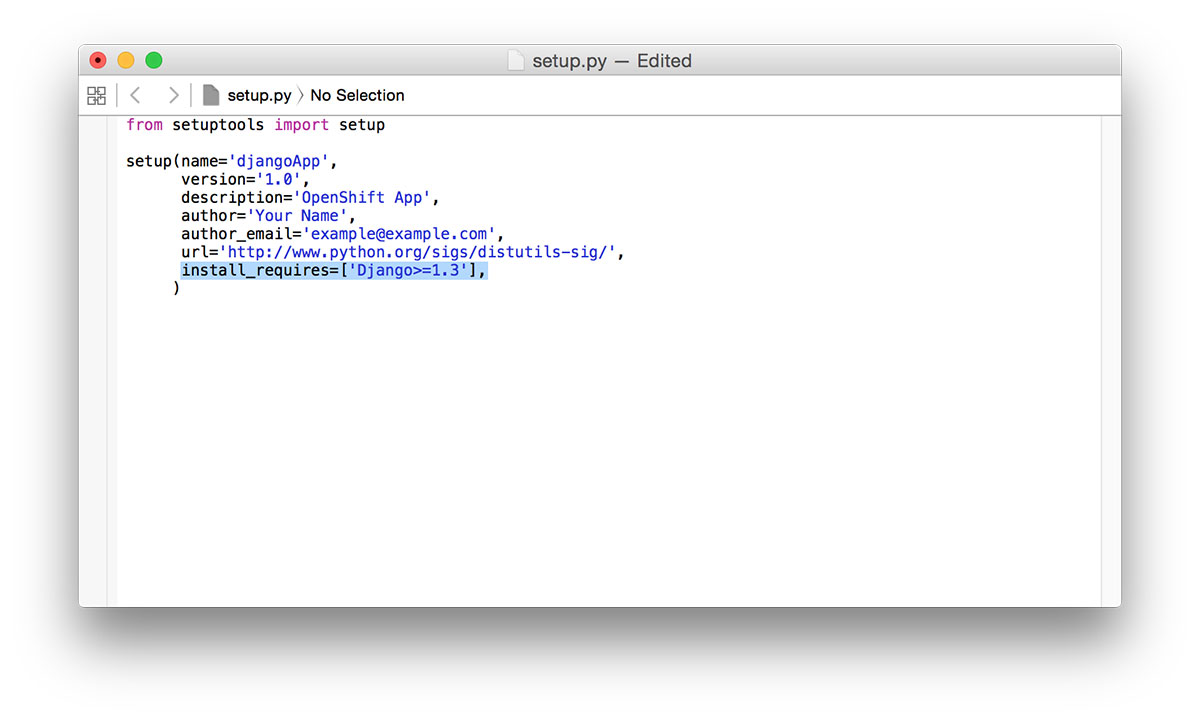 setup.py — Edited
setup.py 〉 No Selection
from setuptools import setup
setup(name='djangoApp',
      version='1.0',
      description='OpenShift App',
      author='Your Name',
      author_email='example@example.com',
      url='http://www.python.org/sigs/distutils-sig/',
      install_requires=['Django>=1.3'],
     )